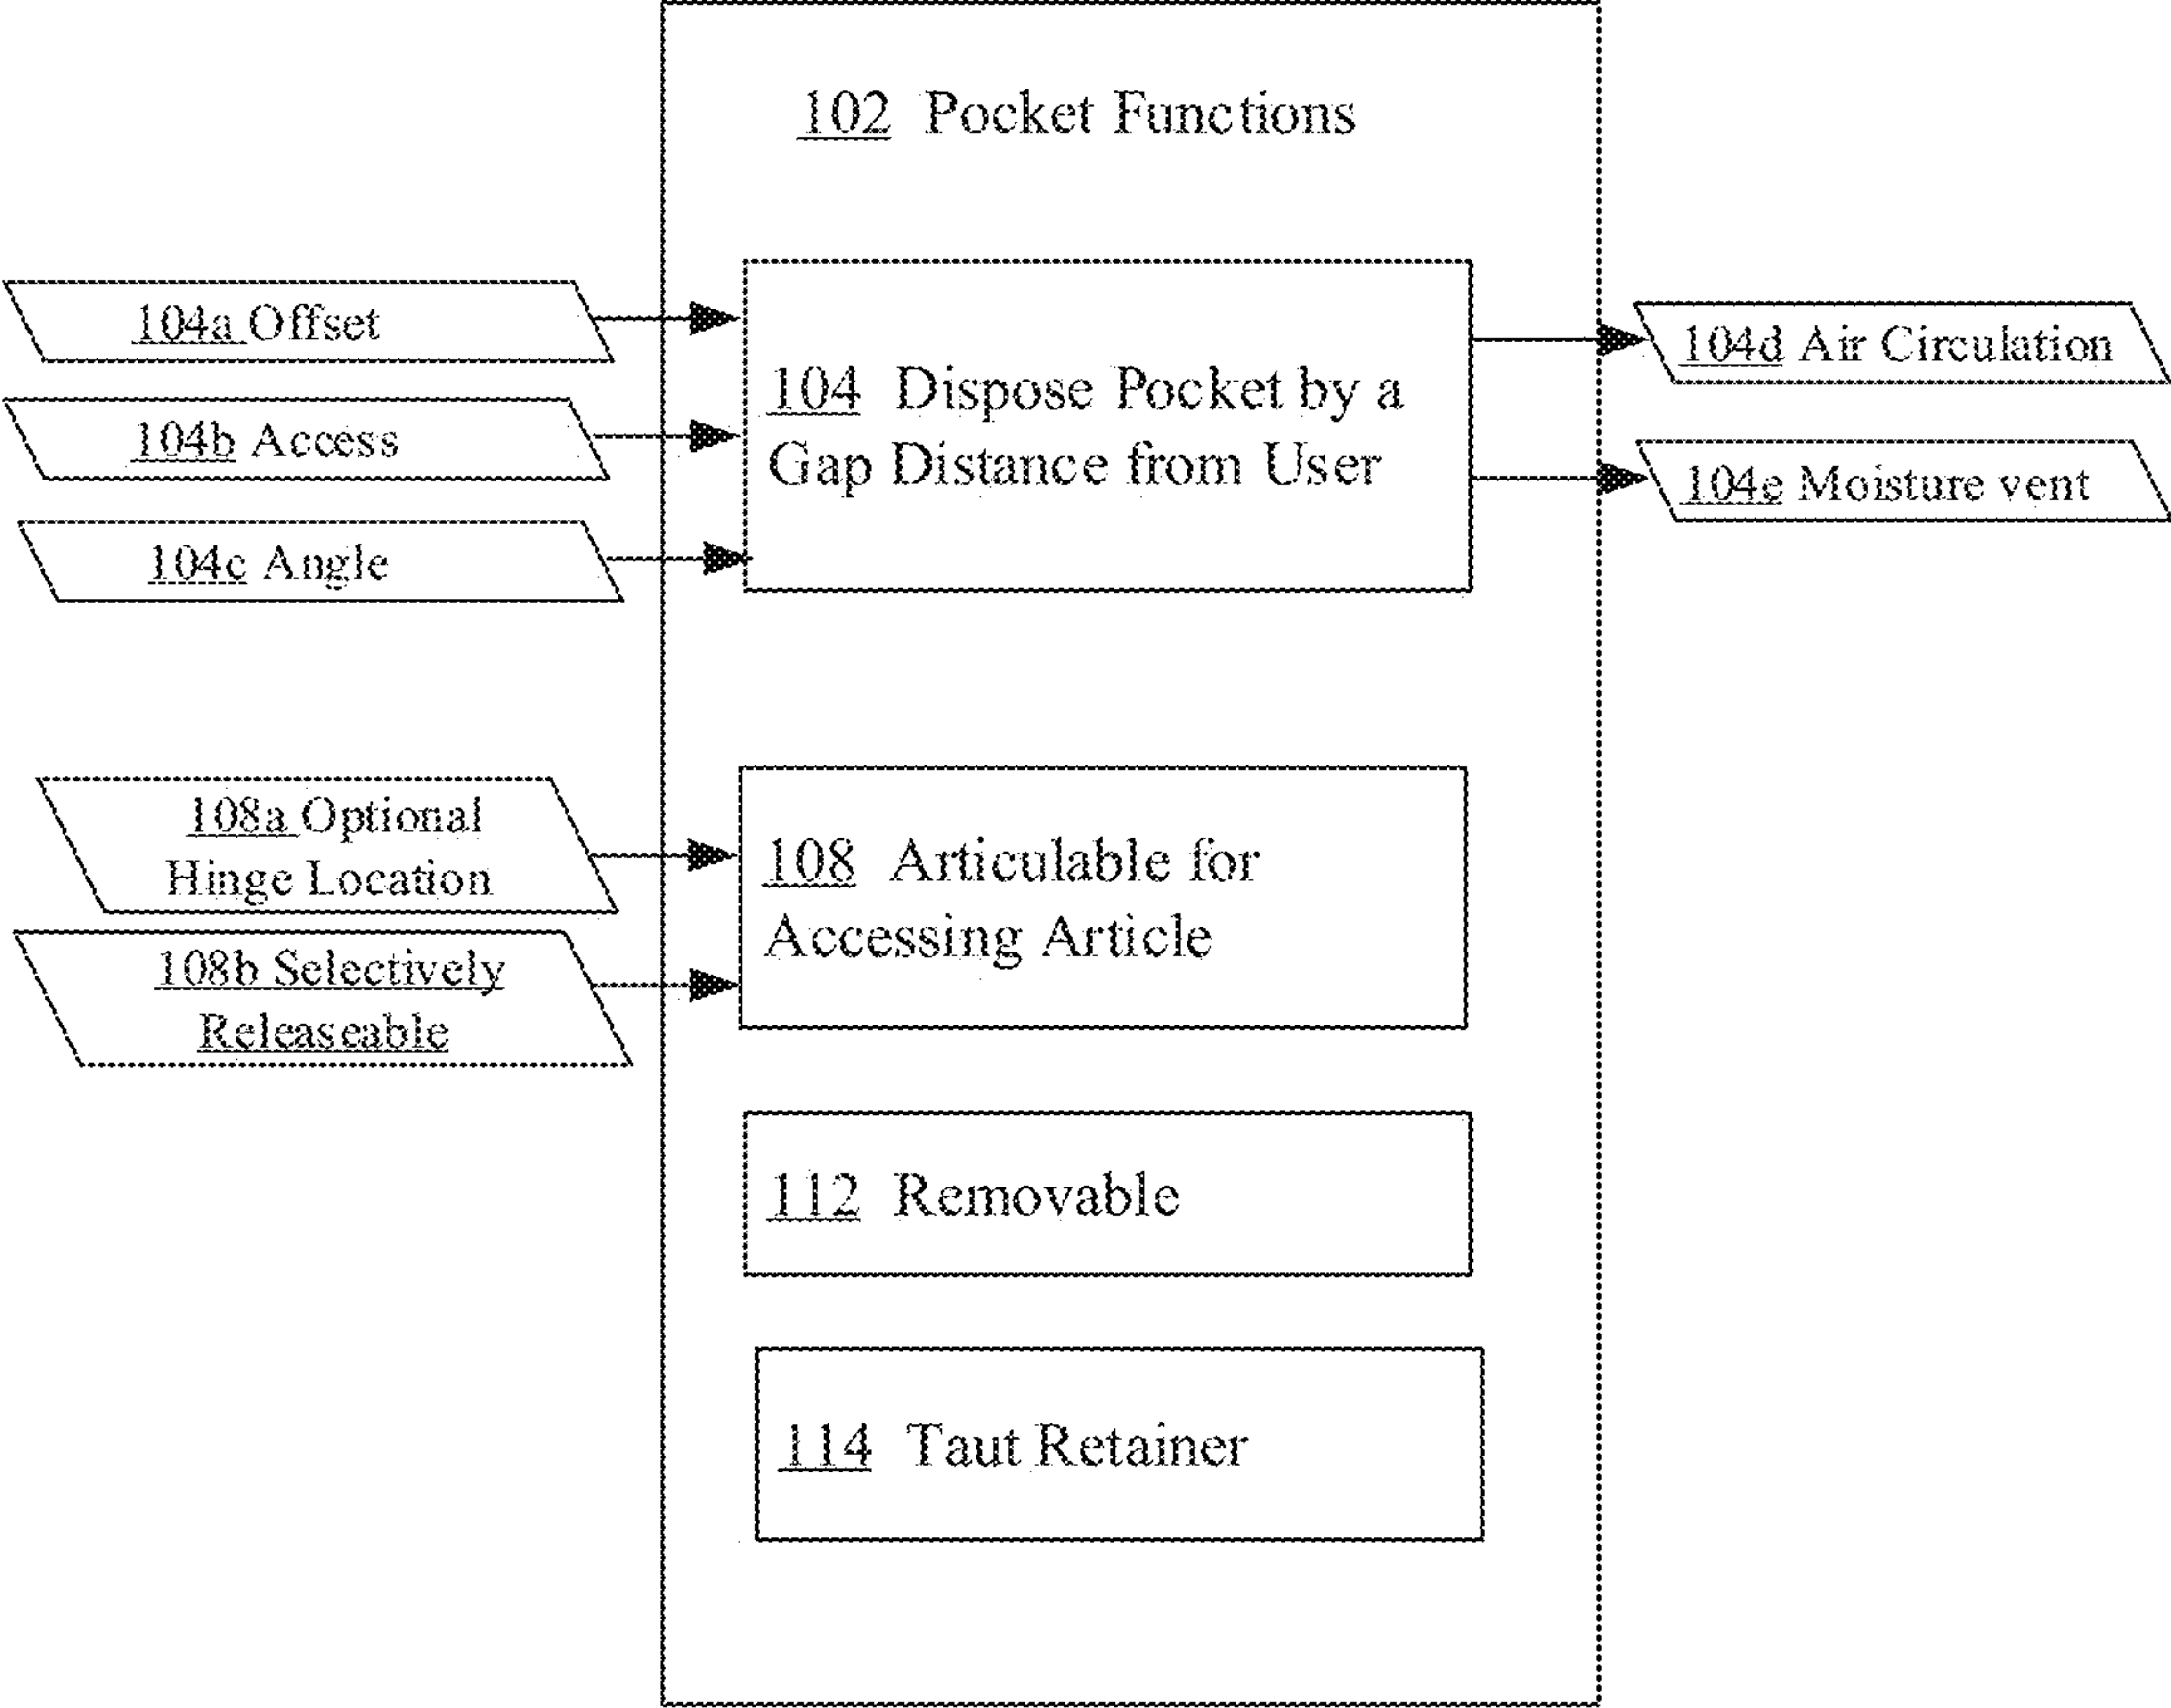 102 Pocket Functions
104a Offset
104b Access
104c Angle
104 Dispose Pocket by a
Gap Distance from User
104d Air Circulation
104e Moisture vent
108a Optional
Hinge Location
108b Selectively
Releaseable
108 Articulable for
Accessing Article
112 Removable
114 Taut Retainer